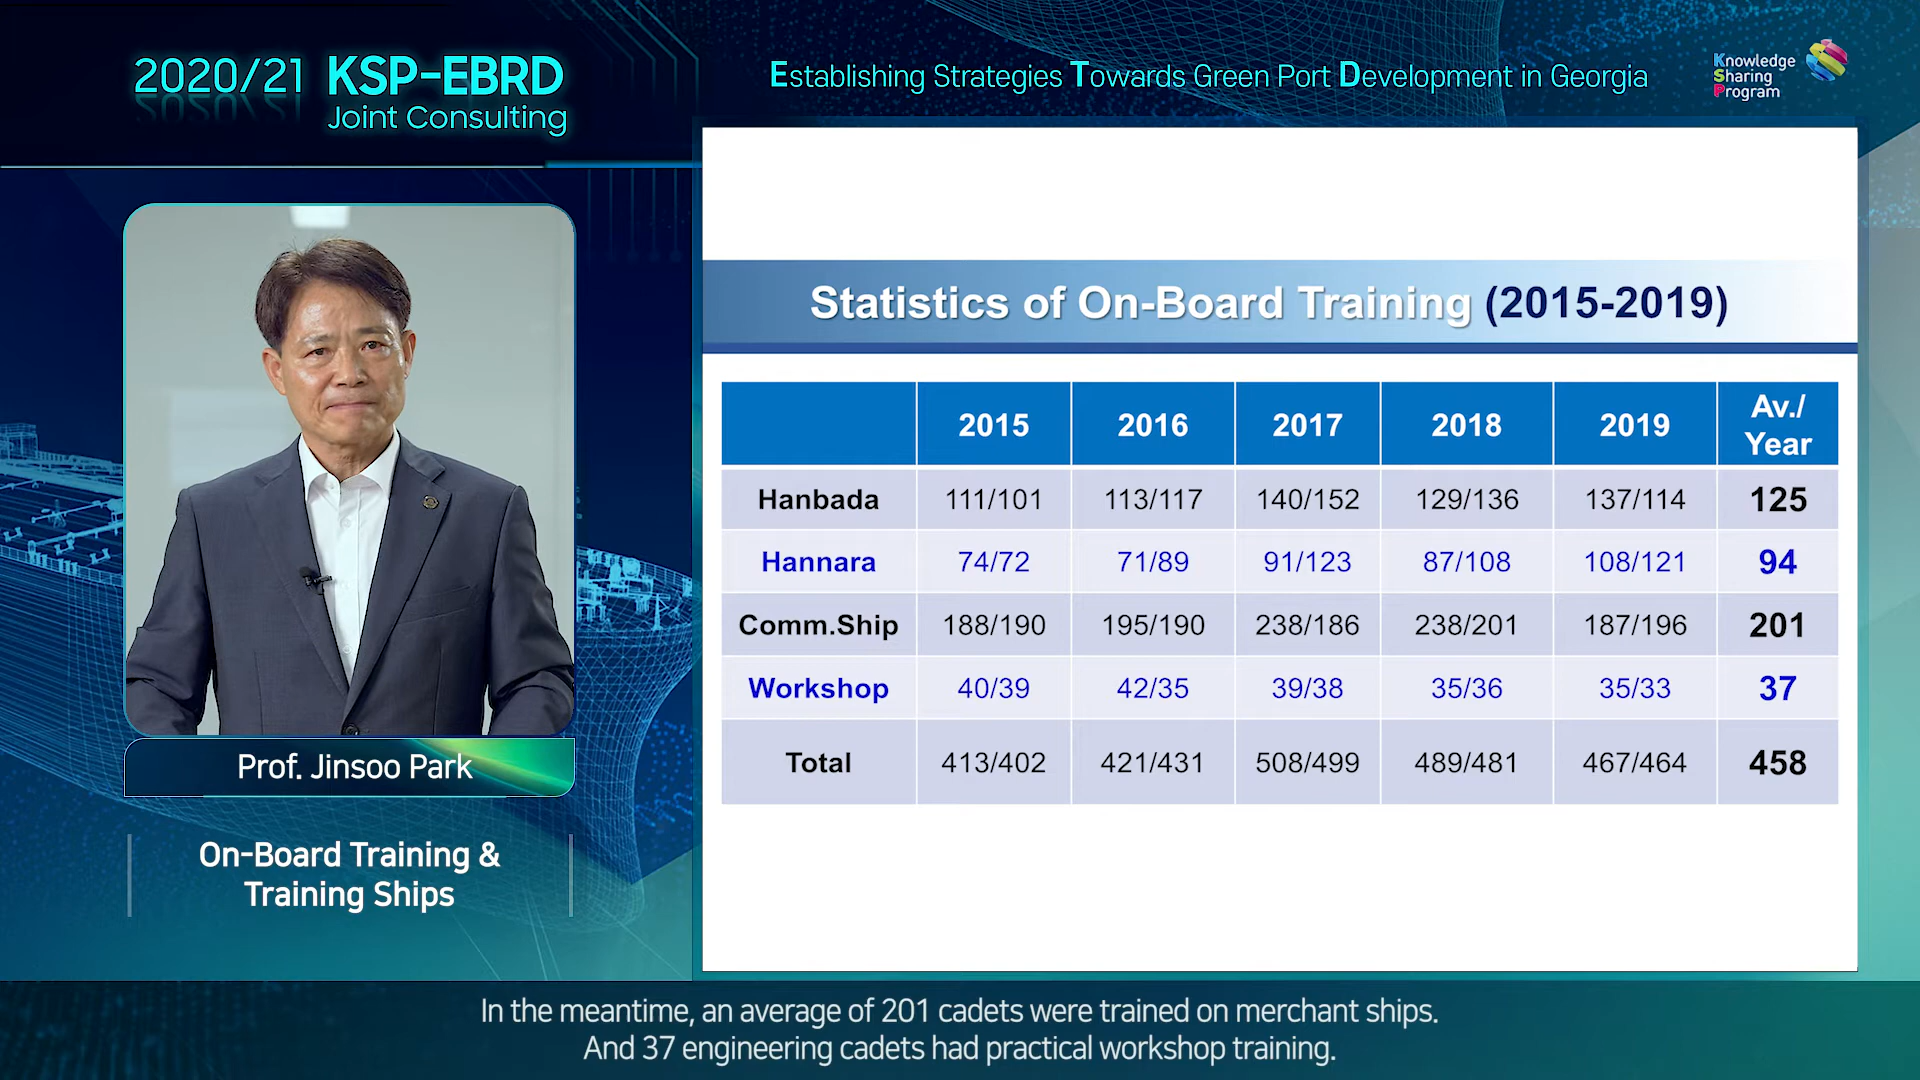 2020/21 KSP-EBRD
Joint Consulting
Establishing Strategies Towards Green Port Development in Georgia
Knowledge
Sharing
Program
Statistics of On-Board Training (2015-2019)
2015 2016 2017 2018 2019 Av./
Year
Hanbada 111/101 113/117 140/152 129/136 137/114 125
Hannara 74/72 71/89 91/123 87/108 108/121 94
Comm.Ship 188/190 195/190 238/186 238/201 187/196 201
Workshop 40/39 42/35 39/38 35/36 35/33 37
Total 413/402 421/431 508/499 489/481 467/464 458
Prof. Jinsoo Park
On-Board Training &
Training Ships
In the meantime, an average of 201 cadets were trained on merchant ships.
And 37 engineering cadets had practical workshop training.